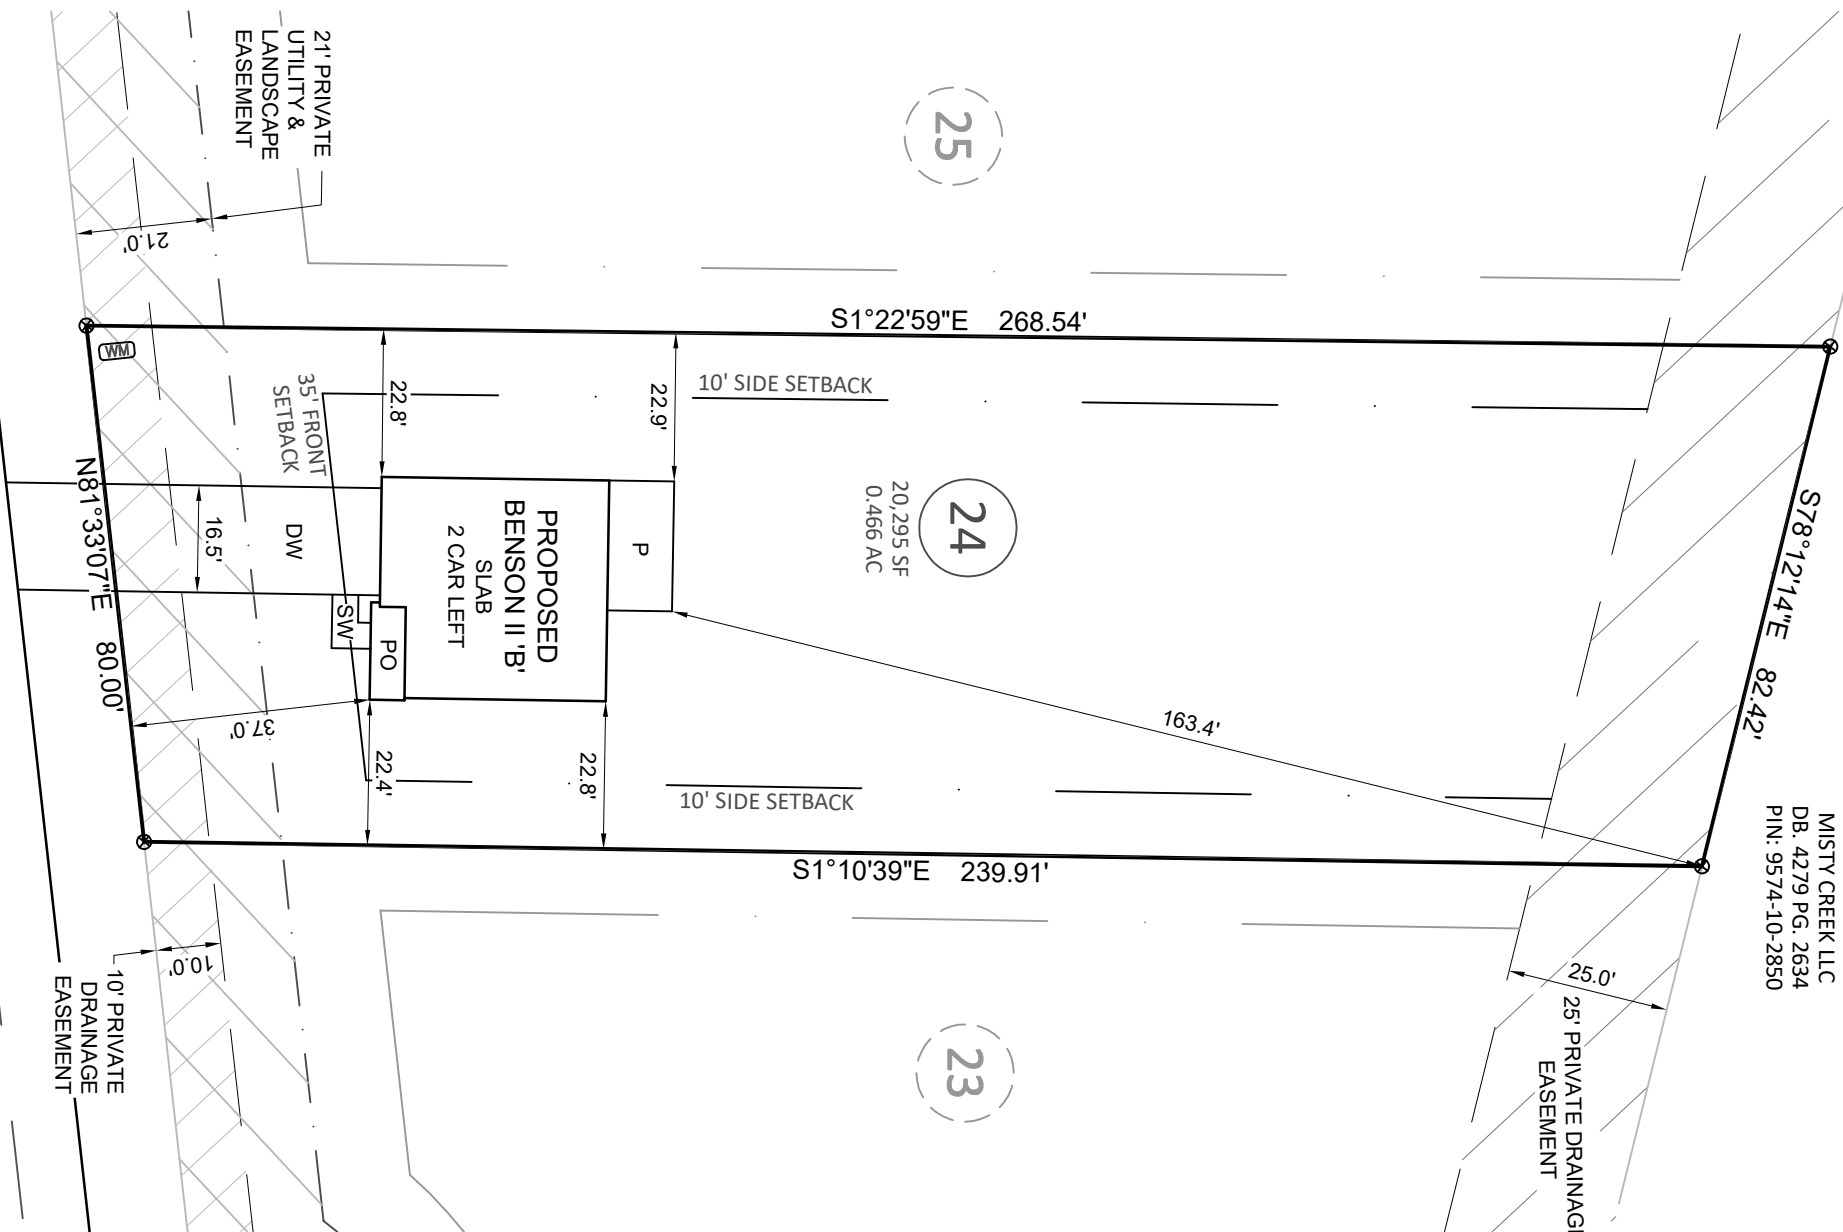 21' PRIVATE
UTILITY &
LANDSCAPE
EASEMENT
21.0'
25
S1°22'59"E 268.54'
WM
35' FRONT
SETBACK
22.8'
22.9'
10' SIDE SETBACK
N81°33'07"E 80.00'
16.5'
DW
SW
PO
PROPOSED
BENSON II 'B'
SLAB
2 CAR LEFT
P
24
20,295 SF
0.466 AC
S78°12'14"E 82.42'
163.4'
37.0'
22.4'
22.8'
10' SIDE SETBACK
S1°10'39"E 239.91'
MISTY CREEK LLC
DB. 4279 PG. 2634
PIN: 9574-10-2850
10.0'
10' PRIVATE
DRAINAGE
EASEMENT
23
25.0'
25' PRIVATE DRAINAGE
EASEMENT